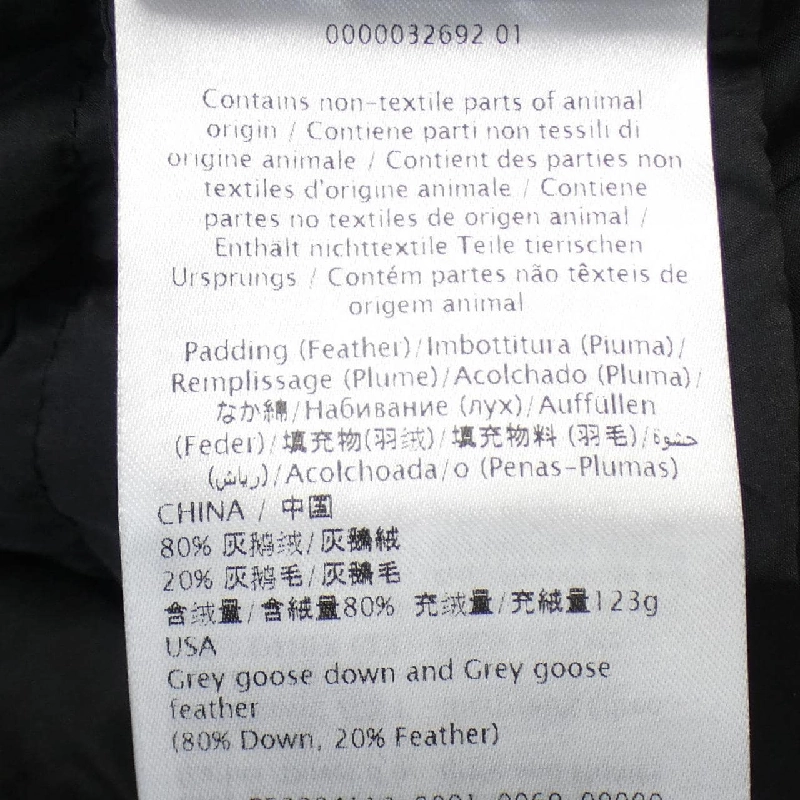 0000032692 01
Contains non-textile parts of animal
origin / Contiene parti non tessili di
origine animale / Contient des parties non
textiles d'origine animale / Contiene
partes no textiles de origen animal /
Enthält nichttextile Teile tierischen
Ursprungs / Contém partes não têxteis de
origem animal
Padding (Feather)/Imbottitura (Piuma)/
Remplissage (Plume)/Acolchado (Pluma)/
なか綿/Набивание (лух)/Auffüllen
(Feder)/填充物(羽绒)/填充物料 (羽毛)/حشوة
(رياش)/Acolchoada/o (Penas-Plumas)
CHINA / 中国
80% 灰鹅绒/灰鵝絨
20% 灰鹅毛/灰鵝毛
含绒量/含絨量80% 充绒量/充絨量123g
USA
Grey goose down and Grey goose
feather
(80% Down, 20% Feather)